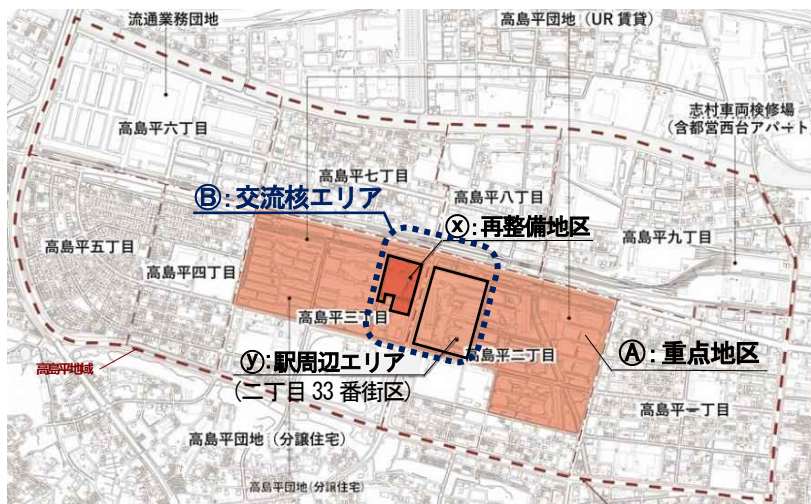 流通業務団地
高島平団地(UR 賃貸)
志村車両検修場
(含都営西台アパート
高島平六丁目
高島平七丁目
高島平八丁目
Ⓑ:交流核エリア
ⓧ:再整備地区
高島平九丁目
高島平五丁目
高島平四丁目
高島平三丁目
ⓨ:駅周辺エリア
(二丁目 33 番街区)
高島平二丁目
Ⓐ:重点地区
高島平地域
高島平一丁目
高島平団地(分譲住宅)
高島平団地(分譲住宅)